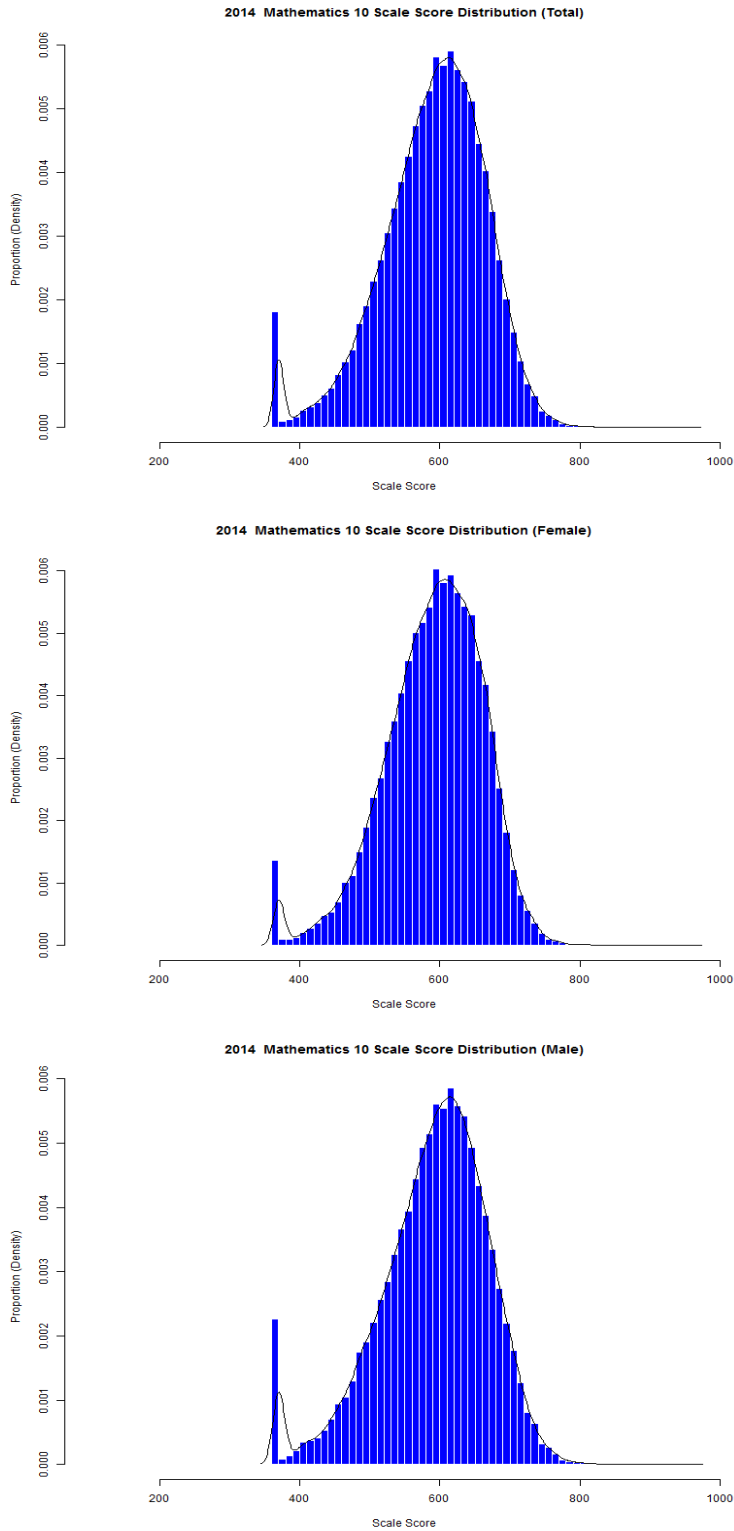 2014  Mathematics 10 Scale Score Distribution (Total)
0.006
0.005
0.004
0.003
0.002
0.001
0.000
Proportion (Density)
200 400 600 800 1000
Scale Score
2014  Mathematics 10 Scale Score Distribution (Female)
0.006
0.005
0.004
0.003
0.002
0.001
0.000
Proportion (Density)
200 400 600 800 1000
Scale Score
2014  Mathematics 10 Scale Score Distribution (Male)
0.006
0.005
0.004
0.003
0.002
0.001
0.000
Proportion (Density)
200 400 600 800 1000
Scale Score